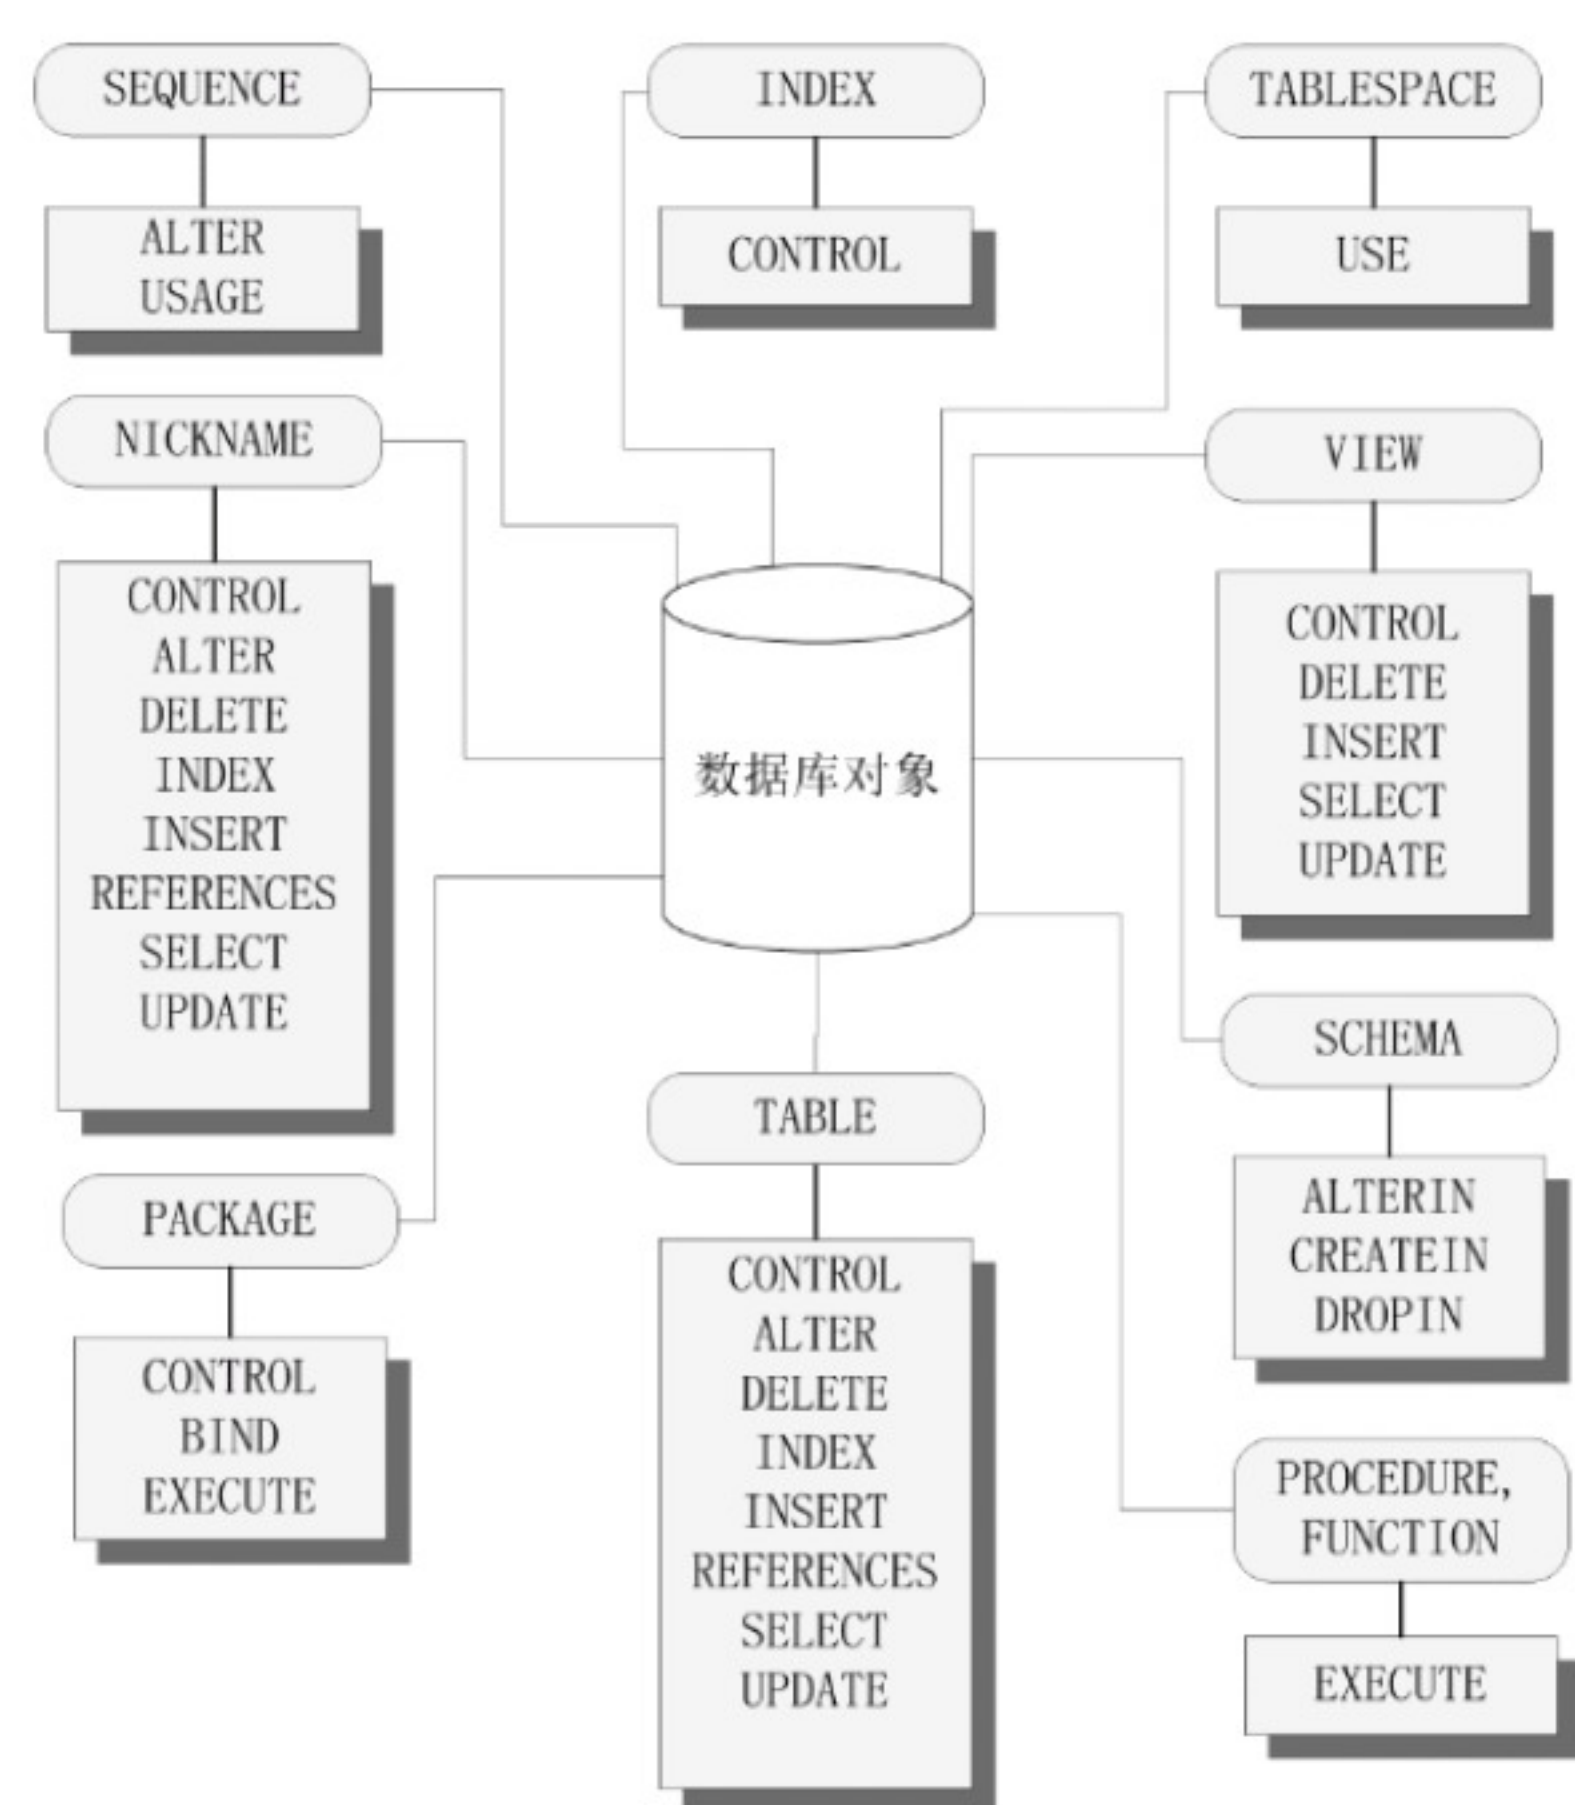 SEQUENCE
ALTER
USAGE
INDEX
CONTROL
TABLESPACE
USE
NICKNAME
CONTROL
ALTER
DELETE
INDEX
INSERT
REFERENCES
SELECT
UPDATE
VIEW
CONTROL
DELETE
INSERT
SELECT
UPDATE
数据库对象
SCHEMA
ALTERIN
CREATEIN
DROPIN
PACKAGE
CONTROL
BIND
EXECUTE
TABLE
CONTROL
ALTER
DELETE
INDEX
INSERT
REFERENCES
SELECT
UPDATE
PROCEDURE,
FUNCTION
EXECUTE